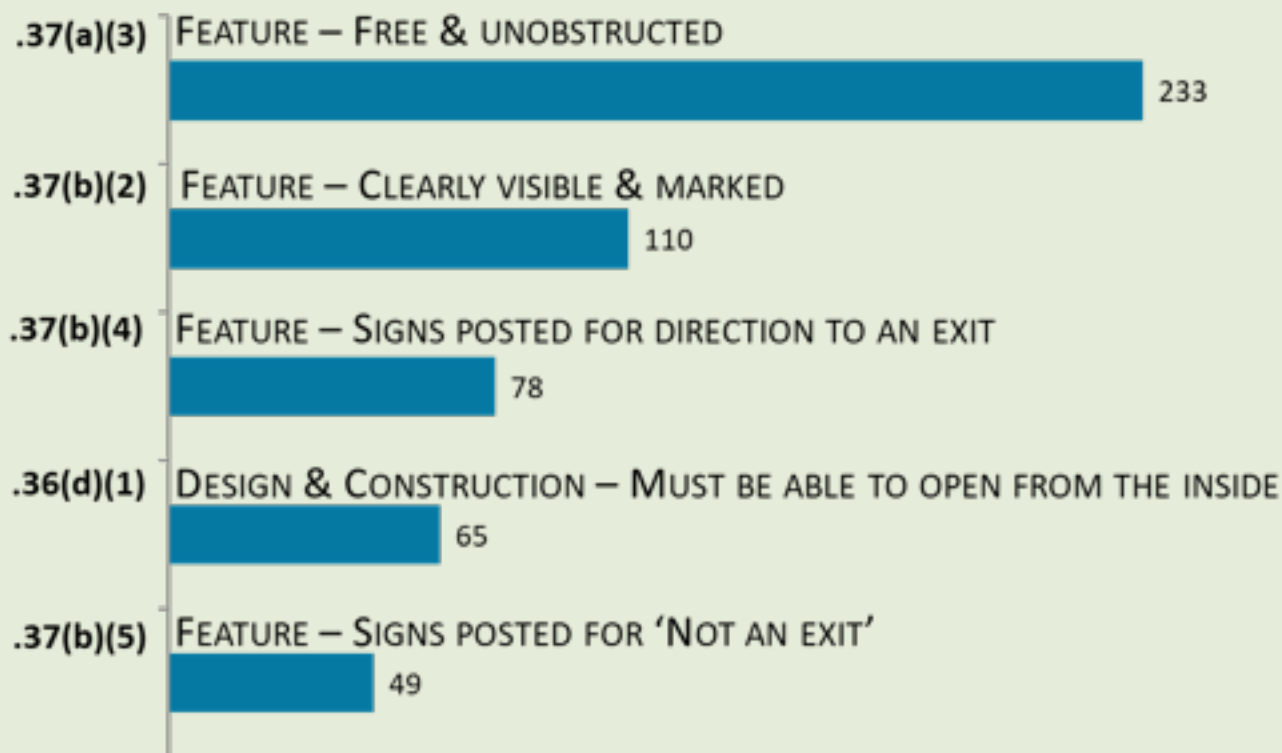 .37(a)(3) FEATURE – FREE & UNOBSTRUCTED
233
.37(b)(2) FEATURE – CLEARLY VISIBLE & MARKED
110
.37(b)(4) FEATURE – SIGNS POSTED FOR DIRECTION TO AN EXIT
78
.36(d)(1) DESIGN & CONSTRUCTION – MUST BE ABLE TO OPEN FROM THE INSIDE
65
.37(b)(5) FEATURE – SIGNS POSTED FOR ‘NOT AN EXIT’
49